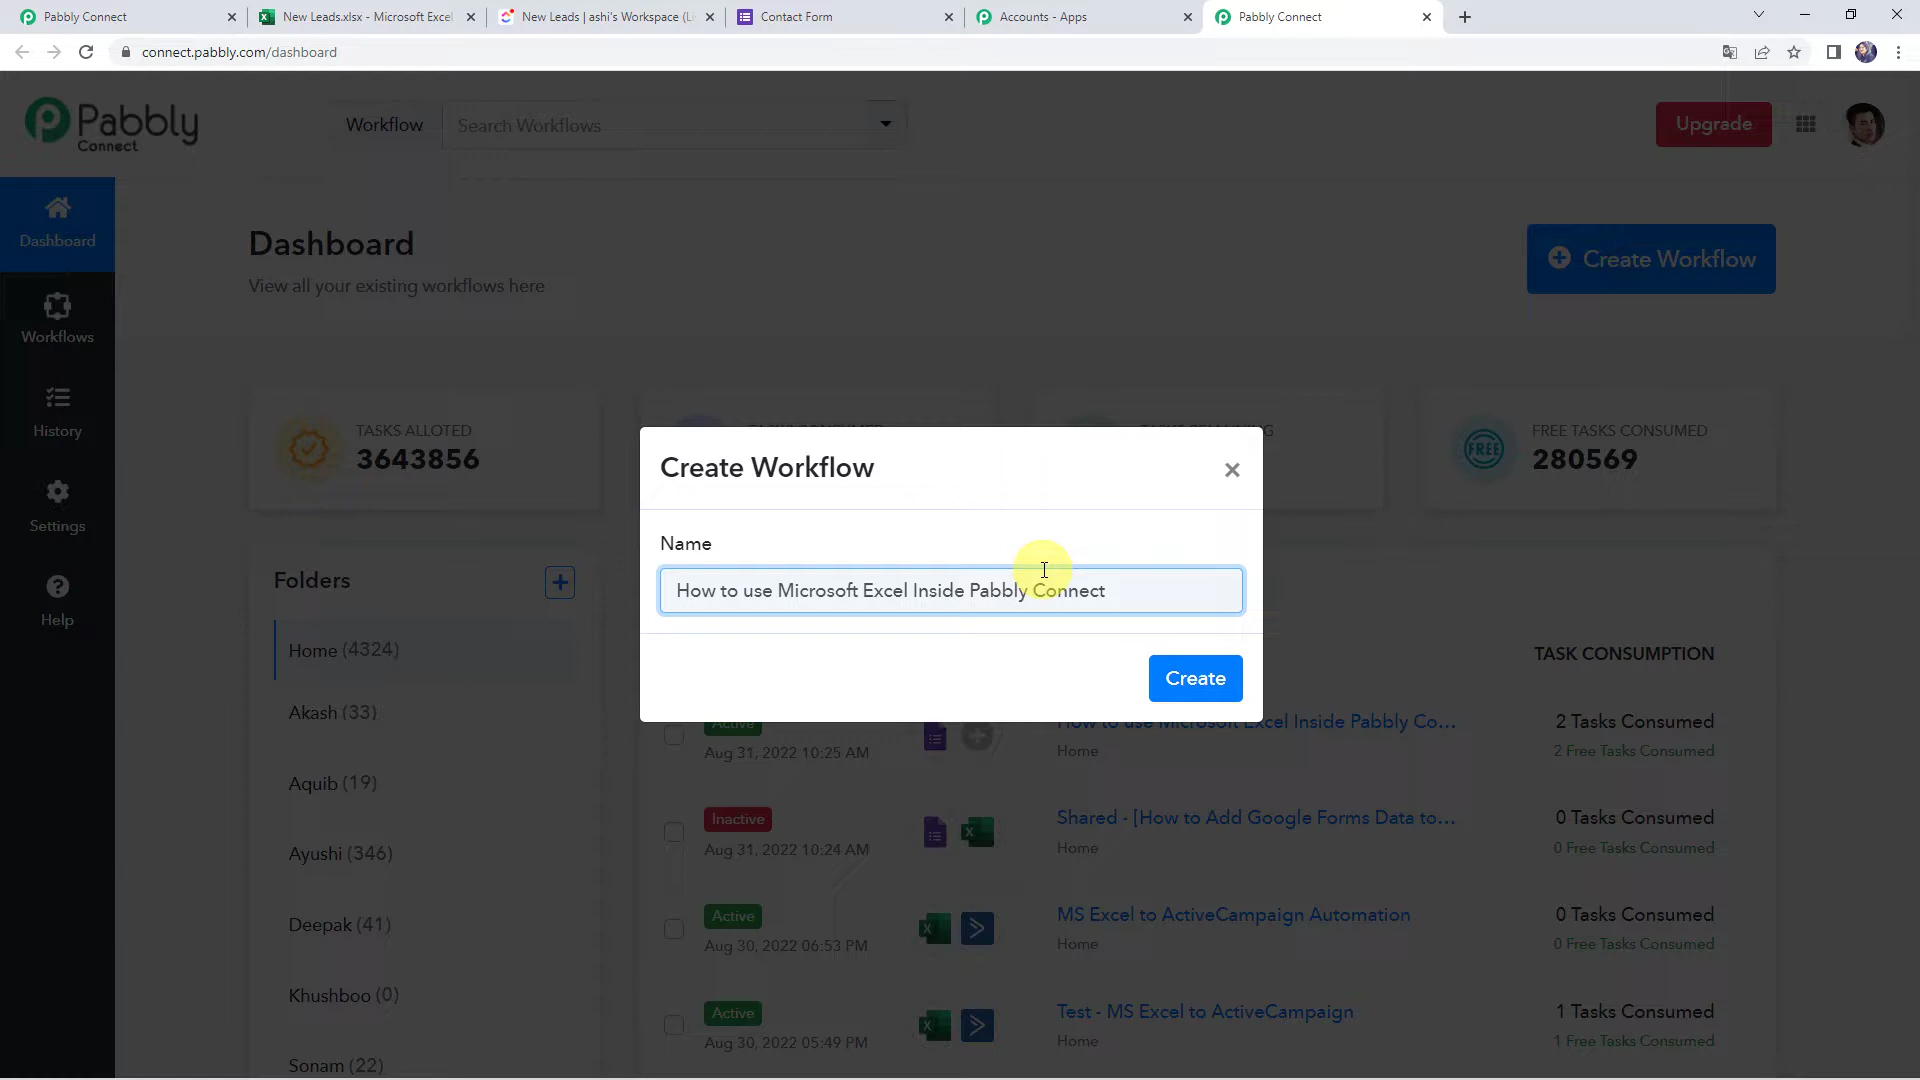 Pabbly Connect
New Leads.xlsx - Microsoft Excel
New Leads | ashi's Workspace (Li
Contact Form
Accounts - Apps
Pabbly Connect
connect.pabbly.com/dashboard
Pabbly
Connect
Workflow
Search Workflows
Upgrade
Dashboard
Workflows
History
Settings
Help
Dashboard
View all your existing workflows here
Create Workflow
TASKS ALLOTED
3643856
FREE TASKS CONSUMED
FREE
280569
Create Workflow
×
Name
How to use Microsoft Excel Inside Pabbly Connect
Create
Folders
Home (4324)
Akash (33)
Aquib (19)
Ayushi (346)
Deepak (41)
Khushboo (0)
Sonam (22)
TASK CONSUMPTION
Active
Aug 31, 2022 10:25 AM
How to use Microsoft Excel Inside Pabbly Co...
Home
2 Tasks Consumed
2 Free Tasks Consumed
Inactive
Aug 31, 2022 10:24 AM
Shared - [How to Add Google Forms Data to...
Home
0 Tasks Consumed
0 Free Tasks Consumed
Active
Aug 30, 2022 06:53 PM
MS Excel to ActiveCampaign Automation
Home
0 Tasks Consumed
0 Free Tasks Consumed
Active
Aug 30, 2022 05:49 PM
Test - MS Excel to ActiveCampaign
Home
1 Tasks Consumed
1 Free Tasks Consumed